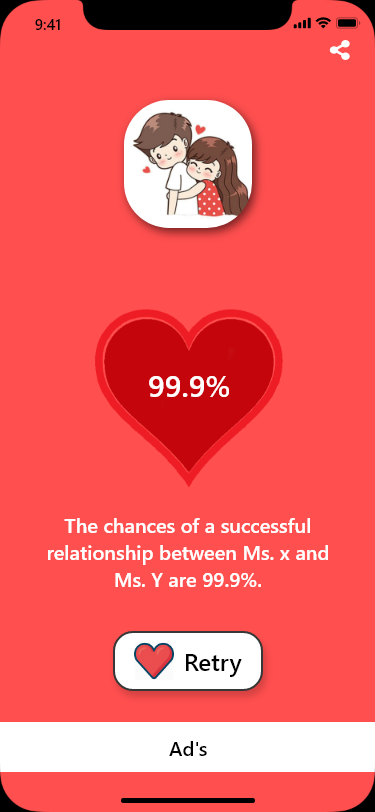 9:41
99.9%
The chances of a successful
relationship between Ms. x and
Ms. Y are 99.9%.
Retry
Ad's